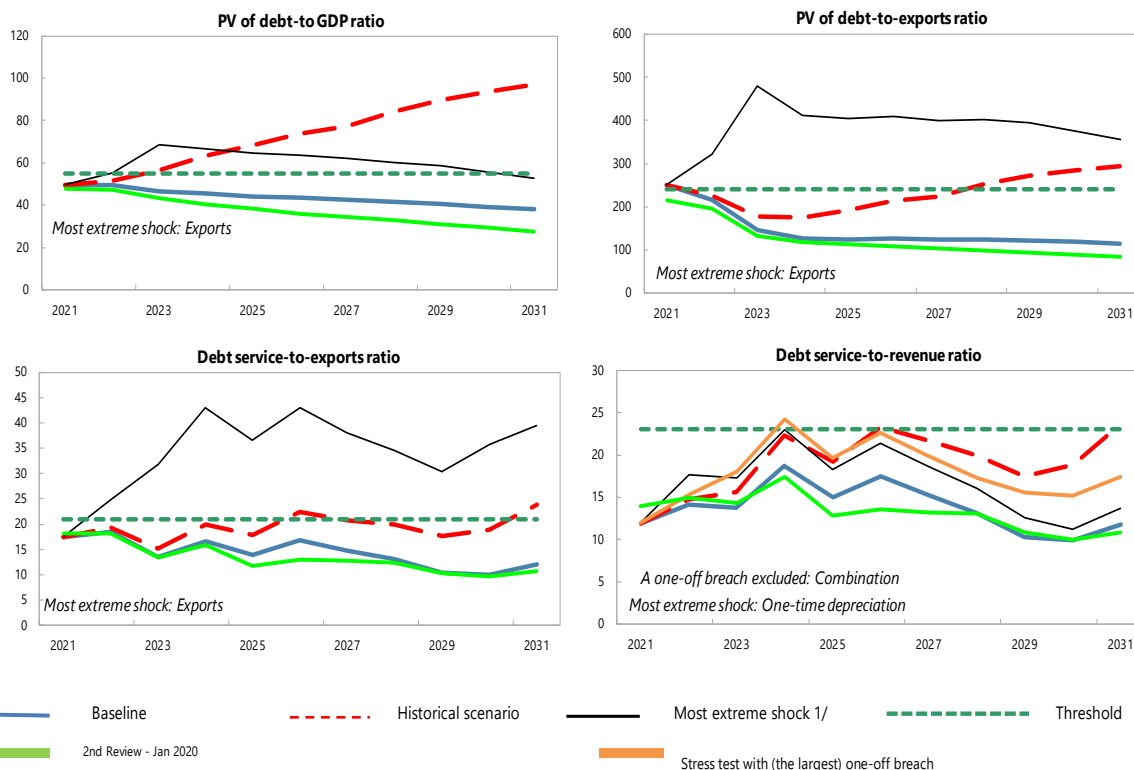 PV of debt-to GDP ratio
120
100
80
60
40
20
0
Most extreme shock: Exports
2021 2023 2025 2027 2029 2031
PV of debt-to-exports ratio
600
500
400
300
200
100
0
Most extreme shock: Exports
2021 2023 2025 2027 2029 2031
Debt service-to-exports ratio
50
45
40
35
30
25
20
15
10
5
0
Most extreme shock: Exports
2021 2023 2025 2027 2029 2031
Debt service-to-revenue ratio
30
25
20
15
10
5
0
A one-off breach excluded: Combination
Most extreme shock: One-time depreciation
2021 2023 2025 2027 2029 2031
Baseline Historical scenario Most extreme shock 1/ Threshold
2nd Review - Jan 2020 Stress test with (the largest) one-off breach